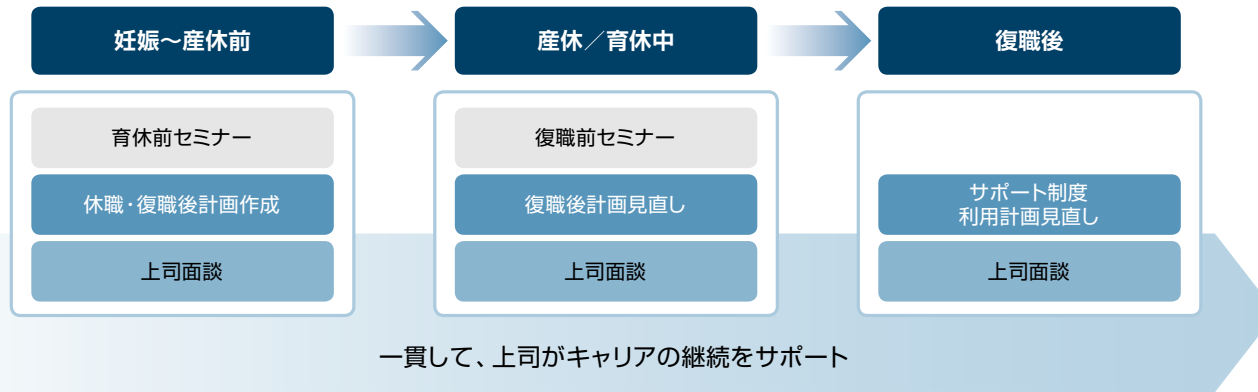 妊娠～産休前
産休／育休中
復職後
育休前セミナー
休職・復職後計画作成
上司面談
復職前セミナー
復職後計画見直し
上司面談
サポート制度
利用計画見直し
上司面談
一貫して、上司がキャリアの継続をサポート